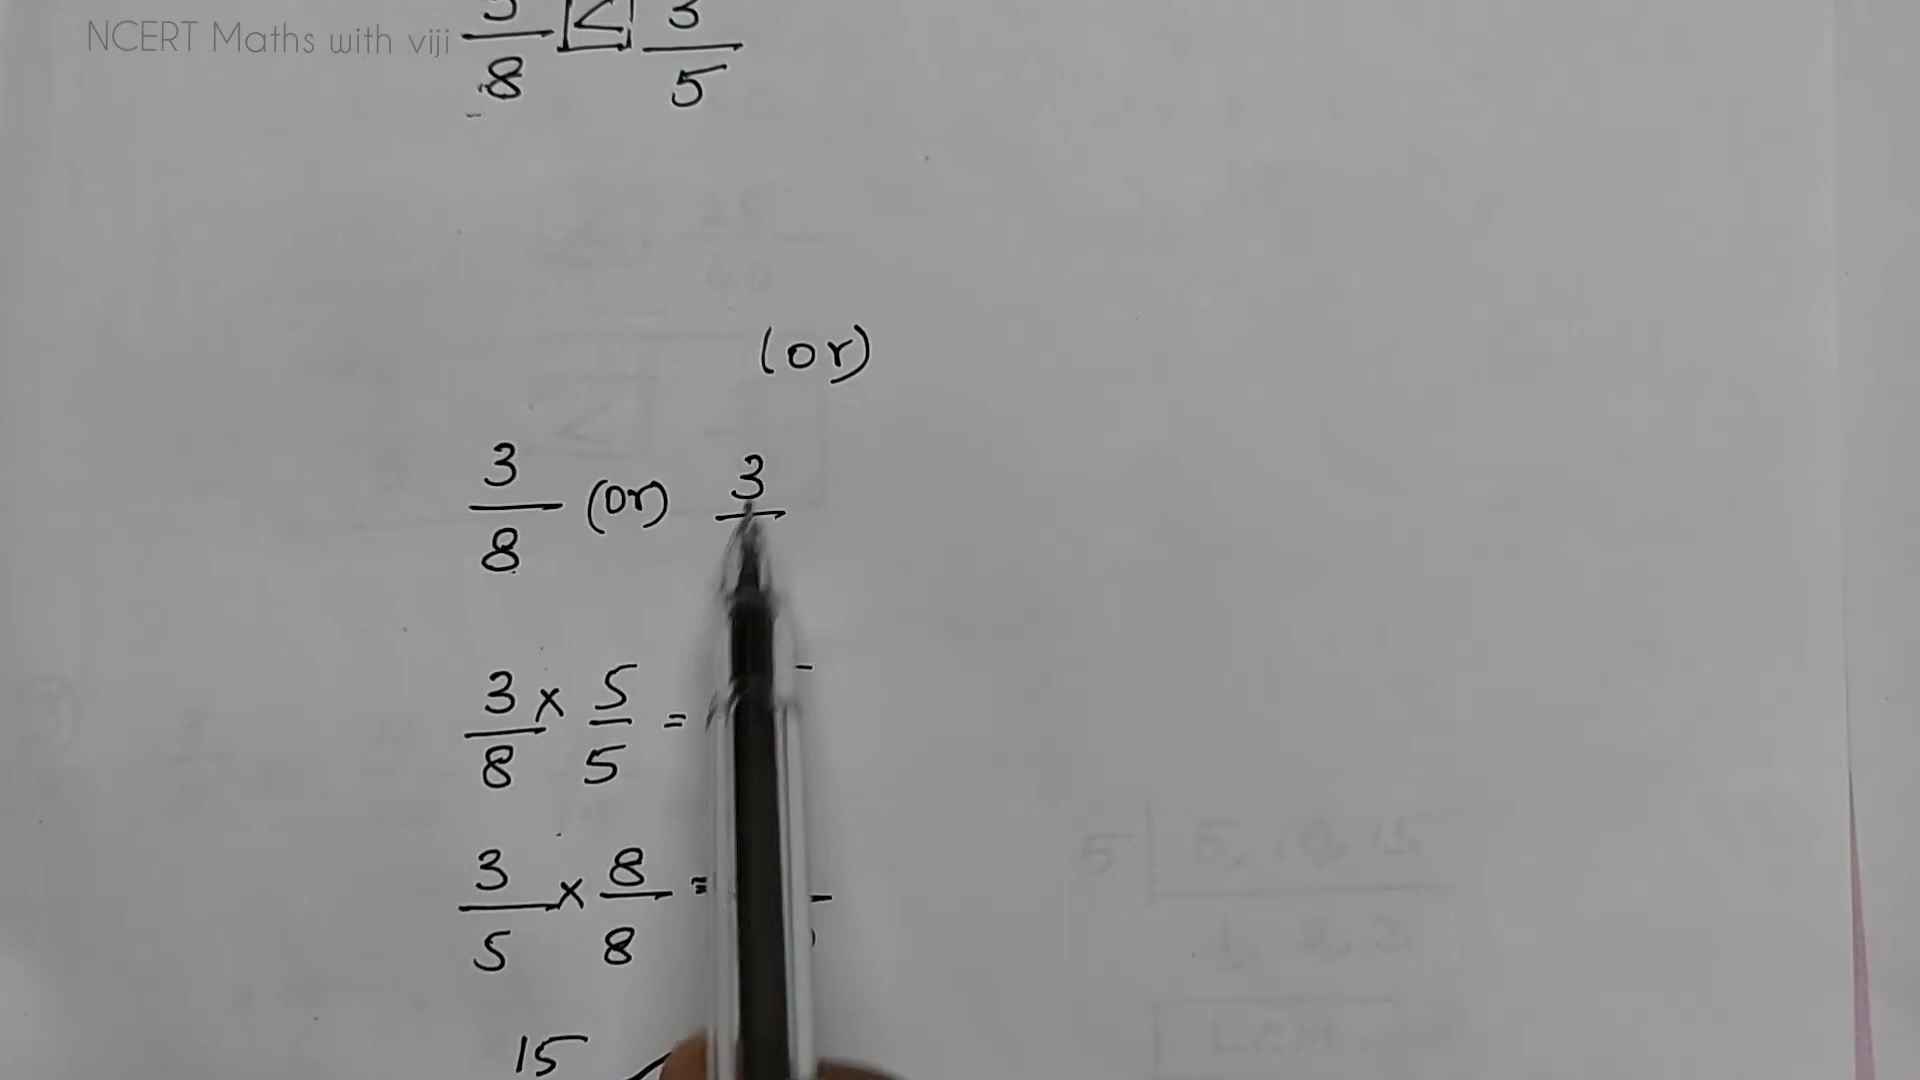 NCERT Maths with viji
3/8 < 3/5
(or)
3/8 (or) 3/
3/8 × 5/5 =
3/5 × 8/8 =
15